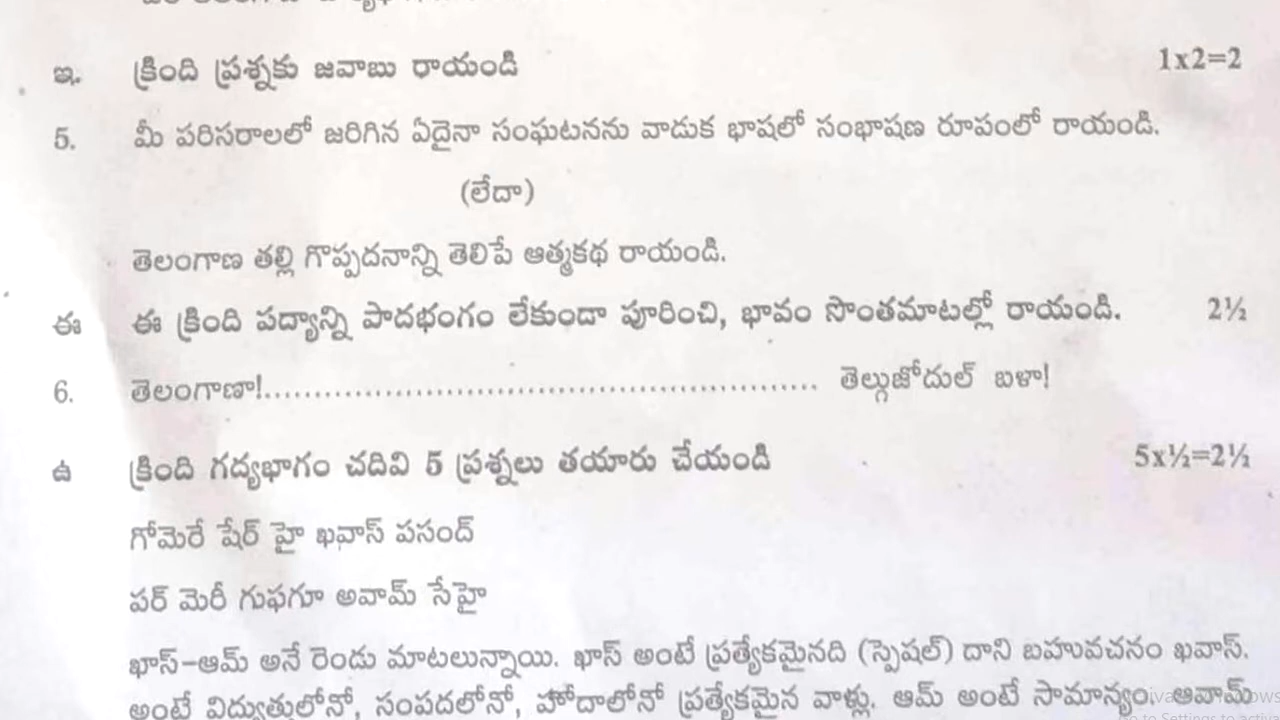 ఇ. క్రింది ప్రశ్నకు జవాబు రాయండి 1x2=2
5. మీ పరిసరాలలో జరిగిన ఏదైనా సంఘటనను వాడుక భాషలో సంభాషణ రూపంలో రాయండి.
(లేదా)
తెలంగాణ తల్లి గొప్పదనాన్ని తెలిపే ఆత్మకథ రాయండి.
ఈ ఈ క్రింది పద్యాన్ని పాదభంగం లేకుండా పూరించి, భావం సొంతమాటల్లో రాయండి. 2½
6. తెలంగాణా!....................................................... తెల్గుజోదుల్ బళా!
ఉ క్రింది గద్యభాగం చదివి 5 ప్రశ్నలు తయారు చేయండి 5x½=2½
గోమెరే షేర్ హై ఖవాస్ పసంద్
పర్ మెరీ గుఫగూ అవామ్ సేహై
ఖాస్-ఆమ్ అనే రెండు మాటలున్నాయి. ఖాస్ అంటే ప్రత్యేకమైనది (స్పెషల్) దాని బహువచనం ఖవాస్.
అంటే విద్వత్తులోనో, సంపదలోనో, హోదాలోనో ప్రత్యేకమైన వాళ్లు. ఆమ్ అంటే సామాన్యం. ఆవామ్